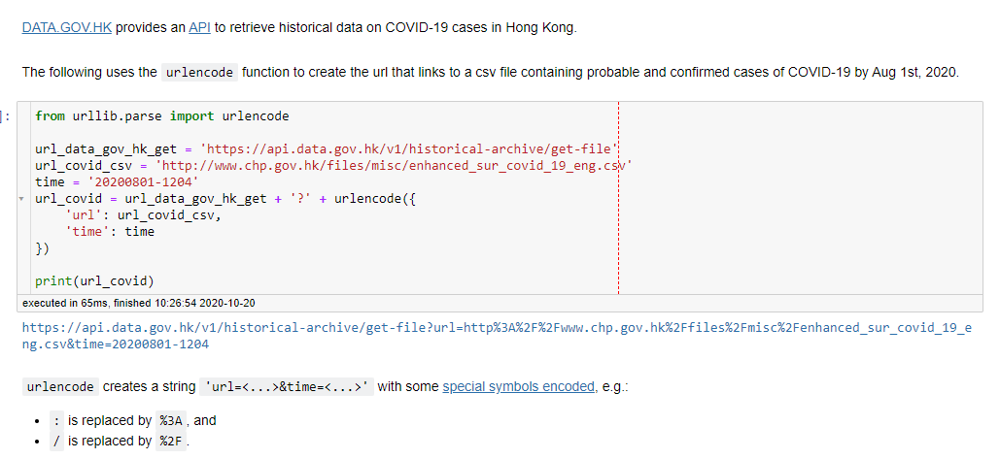 DATA.GOV.HK provides an API to retrieve historical data on COVID-19 cases in Hong Kong.
The following uses the urlencode function to create the url that links to a csv file containing probable and confirmed cases of COVID-19 by Aug 1st, 2020.
]:
from urllib.parse import urlencode
url_data_gov_hk_get = 'https://api.data.gov.hk/v1/historical-archive/get-file'
url_covid_csv = 'http://www.chp.gov.hk/files/misc/enhanced_sur_covid_19_eng.csv'
time = '20200801-1204'
url_covid = url_data_gov_hk_get + '?' + urlencode({
    'url': url_covid_csv,
    'time': time
})
print(url_covid)
executed in 65ms, finished 10:26:54 2020-10-20
https://api.data.gov.hk/v1/historical-archive/get-file?url=http%3A%2F%2Fwww.chp.gov.hk%2Ffiles%2Fmisc%2Fenhanced_sur_covid_19_e
ng.csv&time=20200801-1204
urlencode creates a string 'url=<...>&time=<...>' with some special symbols encoded, e.g.:
• : is replaced by %3A , and
• / is replaced by %2F .